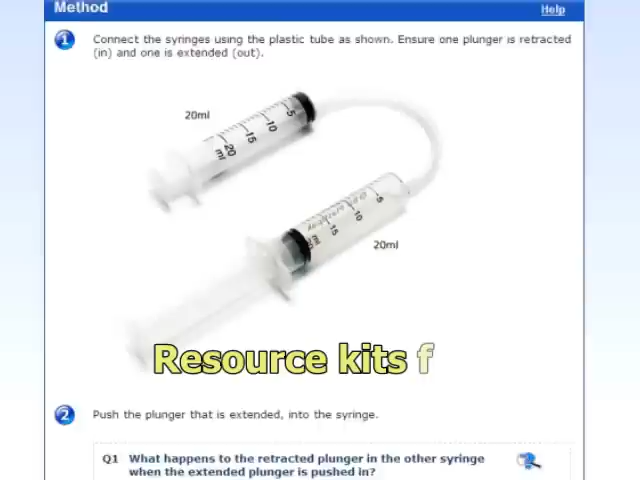 Method
Help
1 Connect the syringes using the plastic tube as shown. Ensure one plunger is retracted
(in) and one is extended (out).
20ml
5
10
15
20
ml
5
10
15
20
ml
20ml
Resource kits f
2 Push the plunger that is extended, into the syringe.
Q1 What happens to the retracted plunger in the other syringe
when the extended plunger is pushed in?